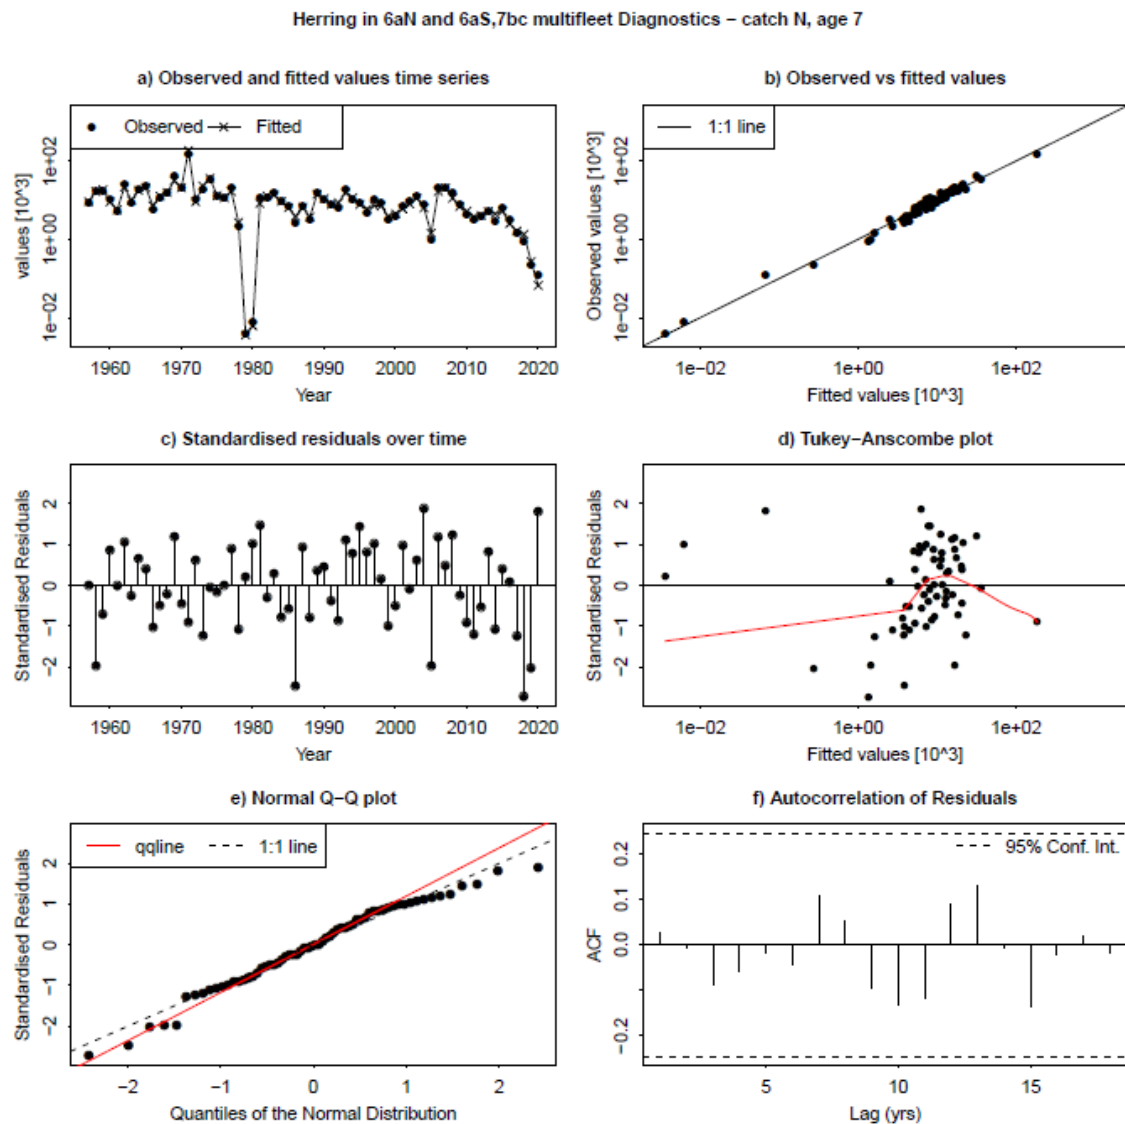 Herring in 6aN and 6aS,7bc multifleet Diagnostics − catch N, age 7
a) Observed and fitted values time series
Observed Fitted
values [10^3]
1e−02 1e+00 1e+02
1960 1970 1980 1990 2000 2010 2020
Year
b) Observed vs fitted values
1:1 line
Observed values [10^3]
1e−02 1e+00 1e+02
1e−02 1e+00 1e+02
Fitted values [10^3]
c) Standardised residuals over time
Standardised Residuals
−2 −1 0 1 2
1960 1970 1980 1990 2000 2010 2020
Year
d) Tukey−Anscombe plot
Standardised Residuals
−2 −1 0 1 2
1e−02 1e+00 1e+02
Fitted values [10^3]
e) Normal Q−Q plot
qqline 1:1 line
Standardised Residuals
−2 −1 0 1 2
−2 −1 0 1 2
Quantiles of the Normal Distribution
f) Autocorrelation of Residuals
95% Conf. Int.
ACF
−0.2 0.0 0.1 0.2
5 10 15
Lag (yrs)